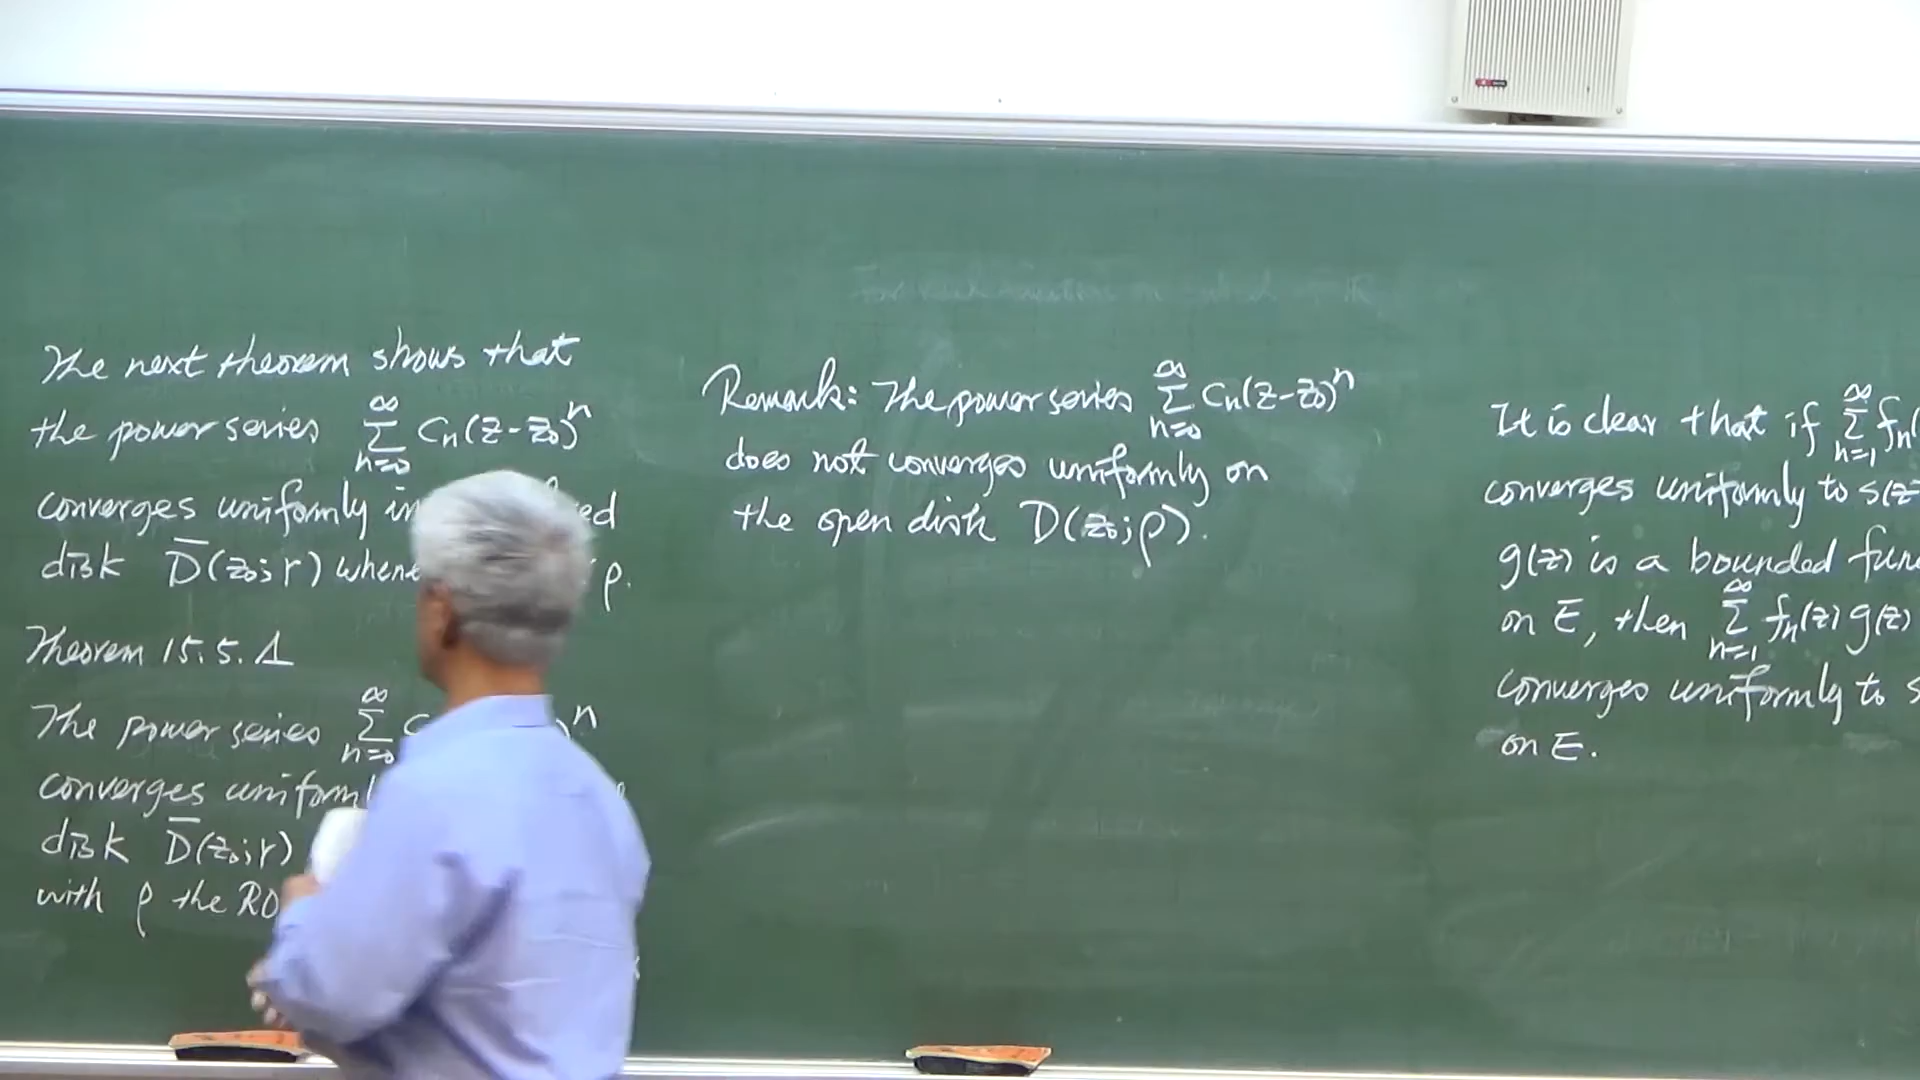 The next theorem shows that
the power series ∑_{n=0}^{∞} Cn(z-z0)^n
converges uniformly in
disk D̄(z0;r) where ρ.
Theorem 15.5.1
The power series ∑_{n=0}^{∞} C )^n
converges uniformly
disk D̄(z0;r)
with ρ the RO
Remark: The power series ∑_{n=0}^{∞} Cn(z-z0)^n
does not converges uniformly on
the open disk D(z0;ρ).
It is clear that if ∑_{n=1}^{∞} fn(
converges uniformly to s(z
g(z) is a bounded func
on E, then ∑_{n=1}^{∞} fn(z)g(z)
converges uniformly to s
on E.